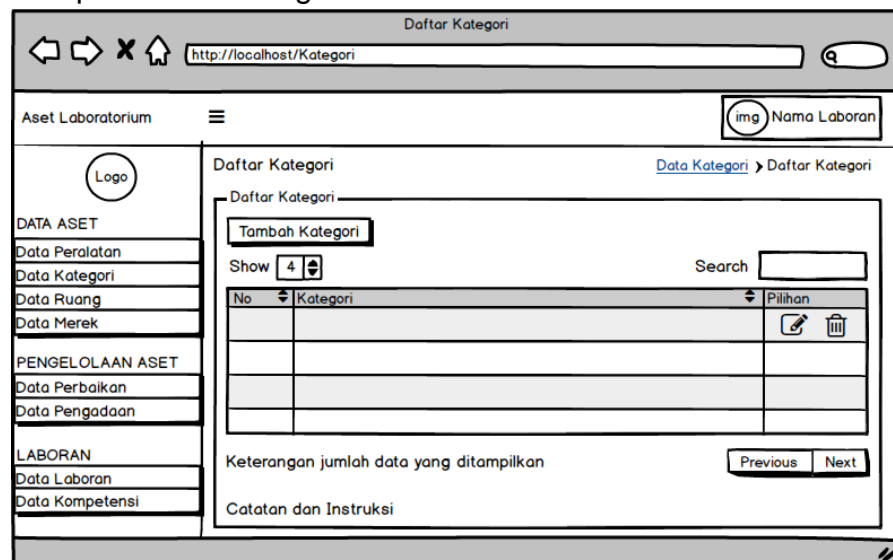 Daftar Kategori
http://localhost/Kategori
Aset Laboratorium
img Nama Laboran
Logo
DATA ASET
Data Peralatan
Data Kategori
Data Ruang
Data Merek
PENGELOLAAN ASET
Data Perbaikan
Data Pengadaan
LABORAN
Data Laboran
Data Kompetensi
Daftar Kategori
Data Kategori > Daftar Kategori
Daftar Kategori
Tambah Kategori
Show 4
Search
No Kategori Pilihan
Keterangan jumlah data yang ditampilkan
Previous Next
Catatan dan Instruksi